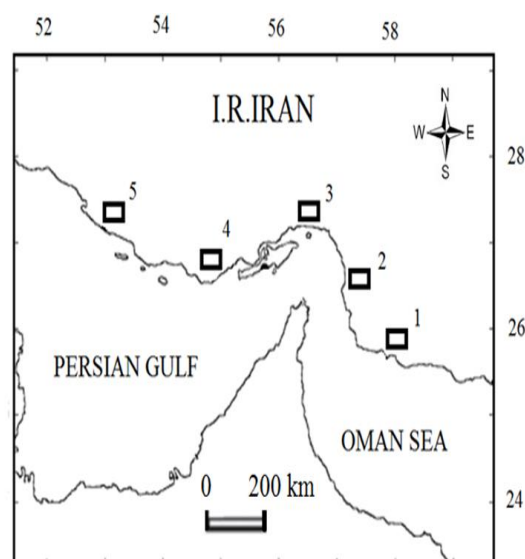 52 54 56 58
I.R.IRAN
N
W E
S
28
5
3
4
2
1
26
PERSIAN GULF
OMAN SEA
0 200 km
24